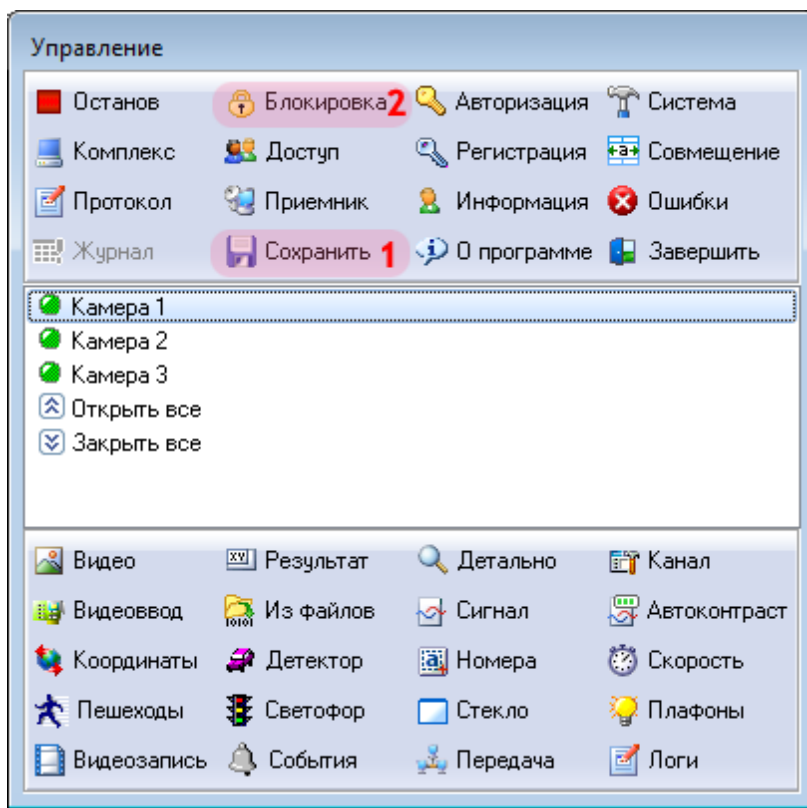 Управление
Останов Блокировка 2 Авторизация Система
Комплекс Доступ Регистрация Совмещение
Протокол Приемник Информация Ошибки
Журнал Сохранить 1 О программе Завершить
Камера 1
Камера 2
Камера 3
Открыть все
Закрыть все
Видео Результат Детально Канал
Видеоввод Из файлов Сигнал Автоконтраст
Координаты Детектор Номера Скорость
Пешеходы Светофор Стекло Плафоны
Видеозапись События Передача Логи